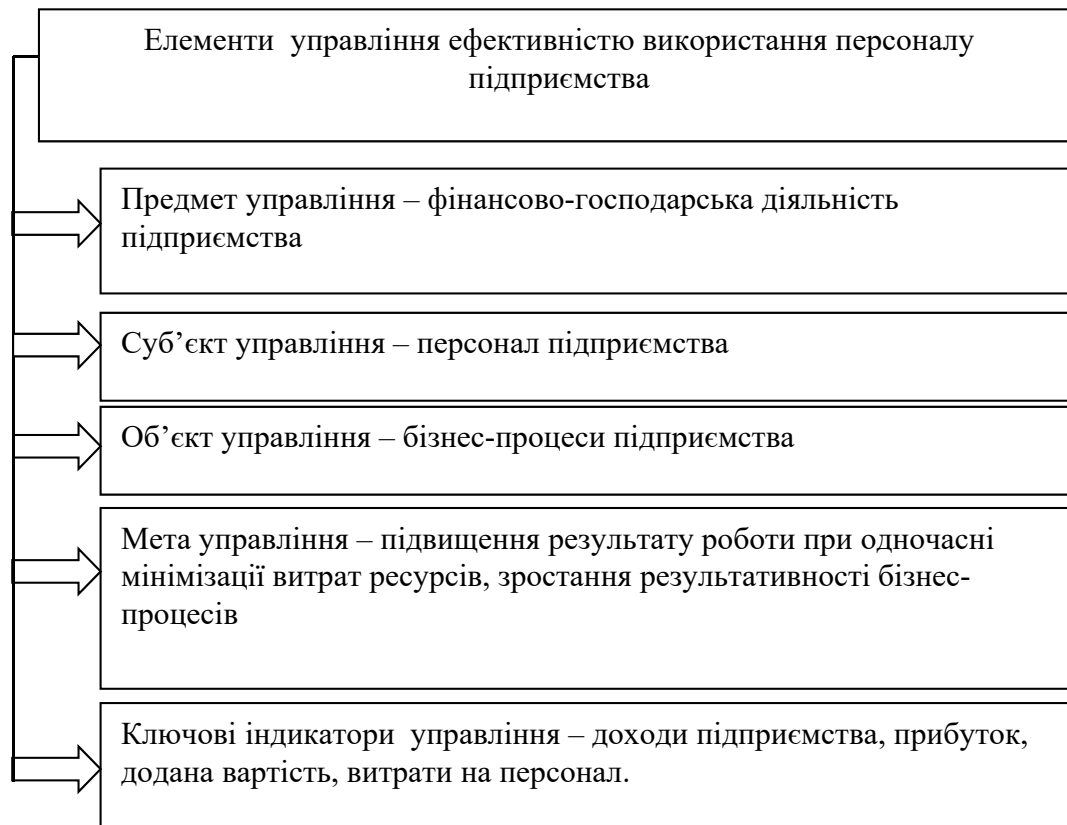 Елементи  управління ефективністю використання персоналу
підприємства
Предмет управління – фінансово-господарська діяльність
підприємства
Суб’єкт управління – персонал підприємства
Об’єкт управління – бізнес-процеси підприємства
Мета управління – підвищення результату роботи при одночасні
мінімізації витрат ресурсів, зростання результативності бізнес-
процесів
Ключові індикатори  управління – доходи підприємства, прибуток,
додана вартість, витрати на персонал.